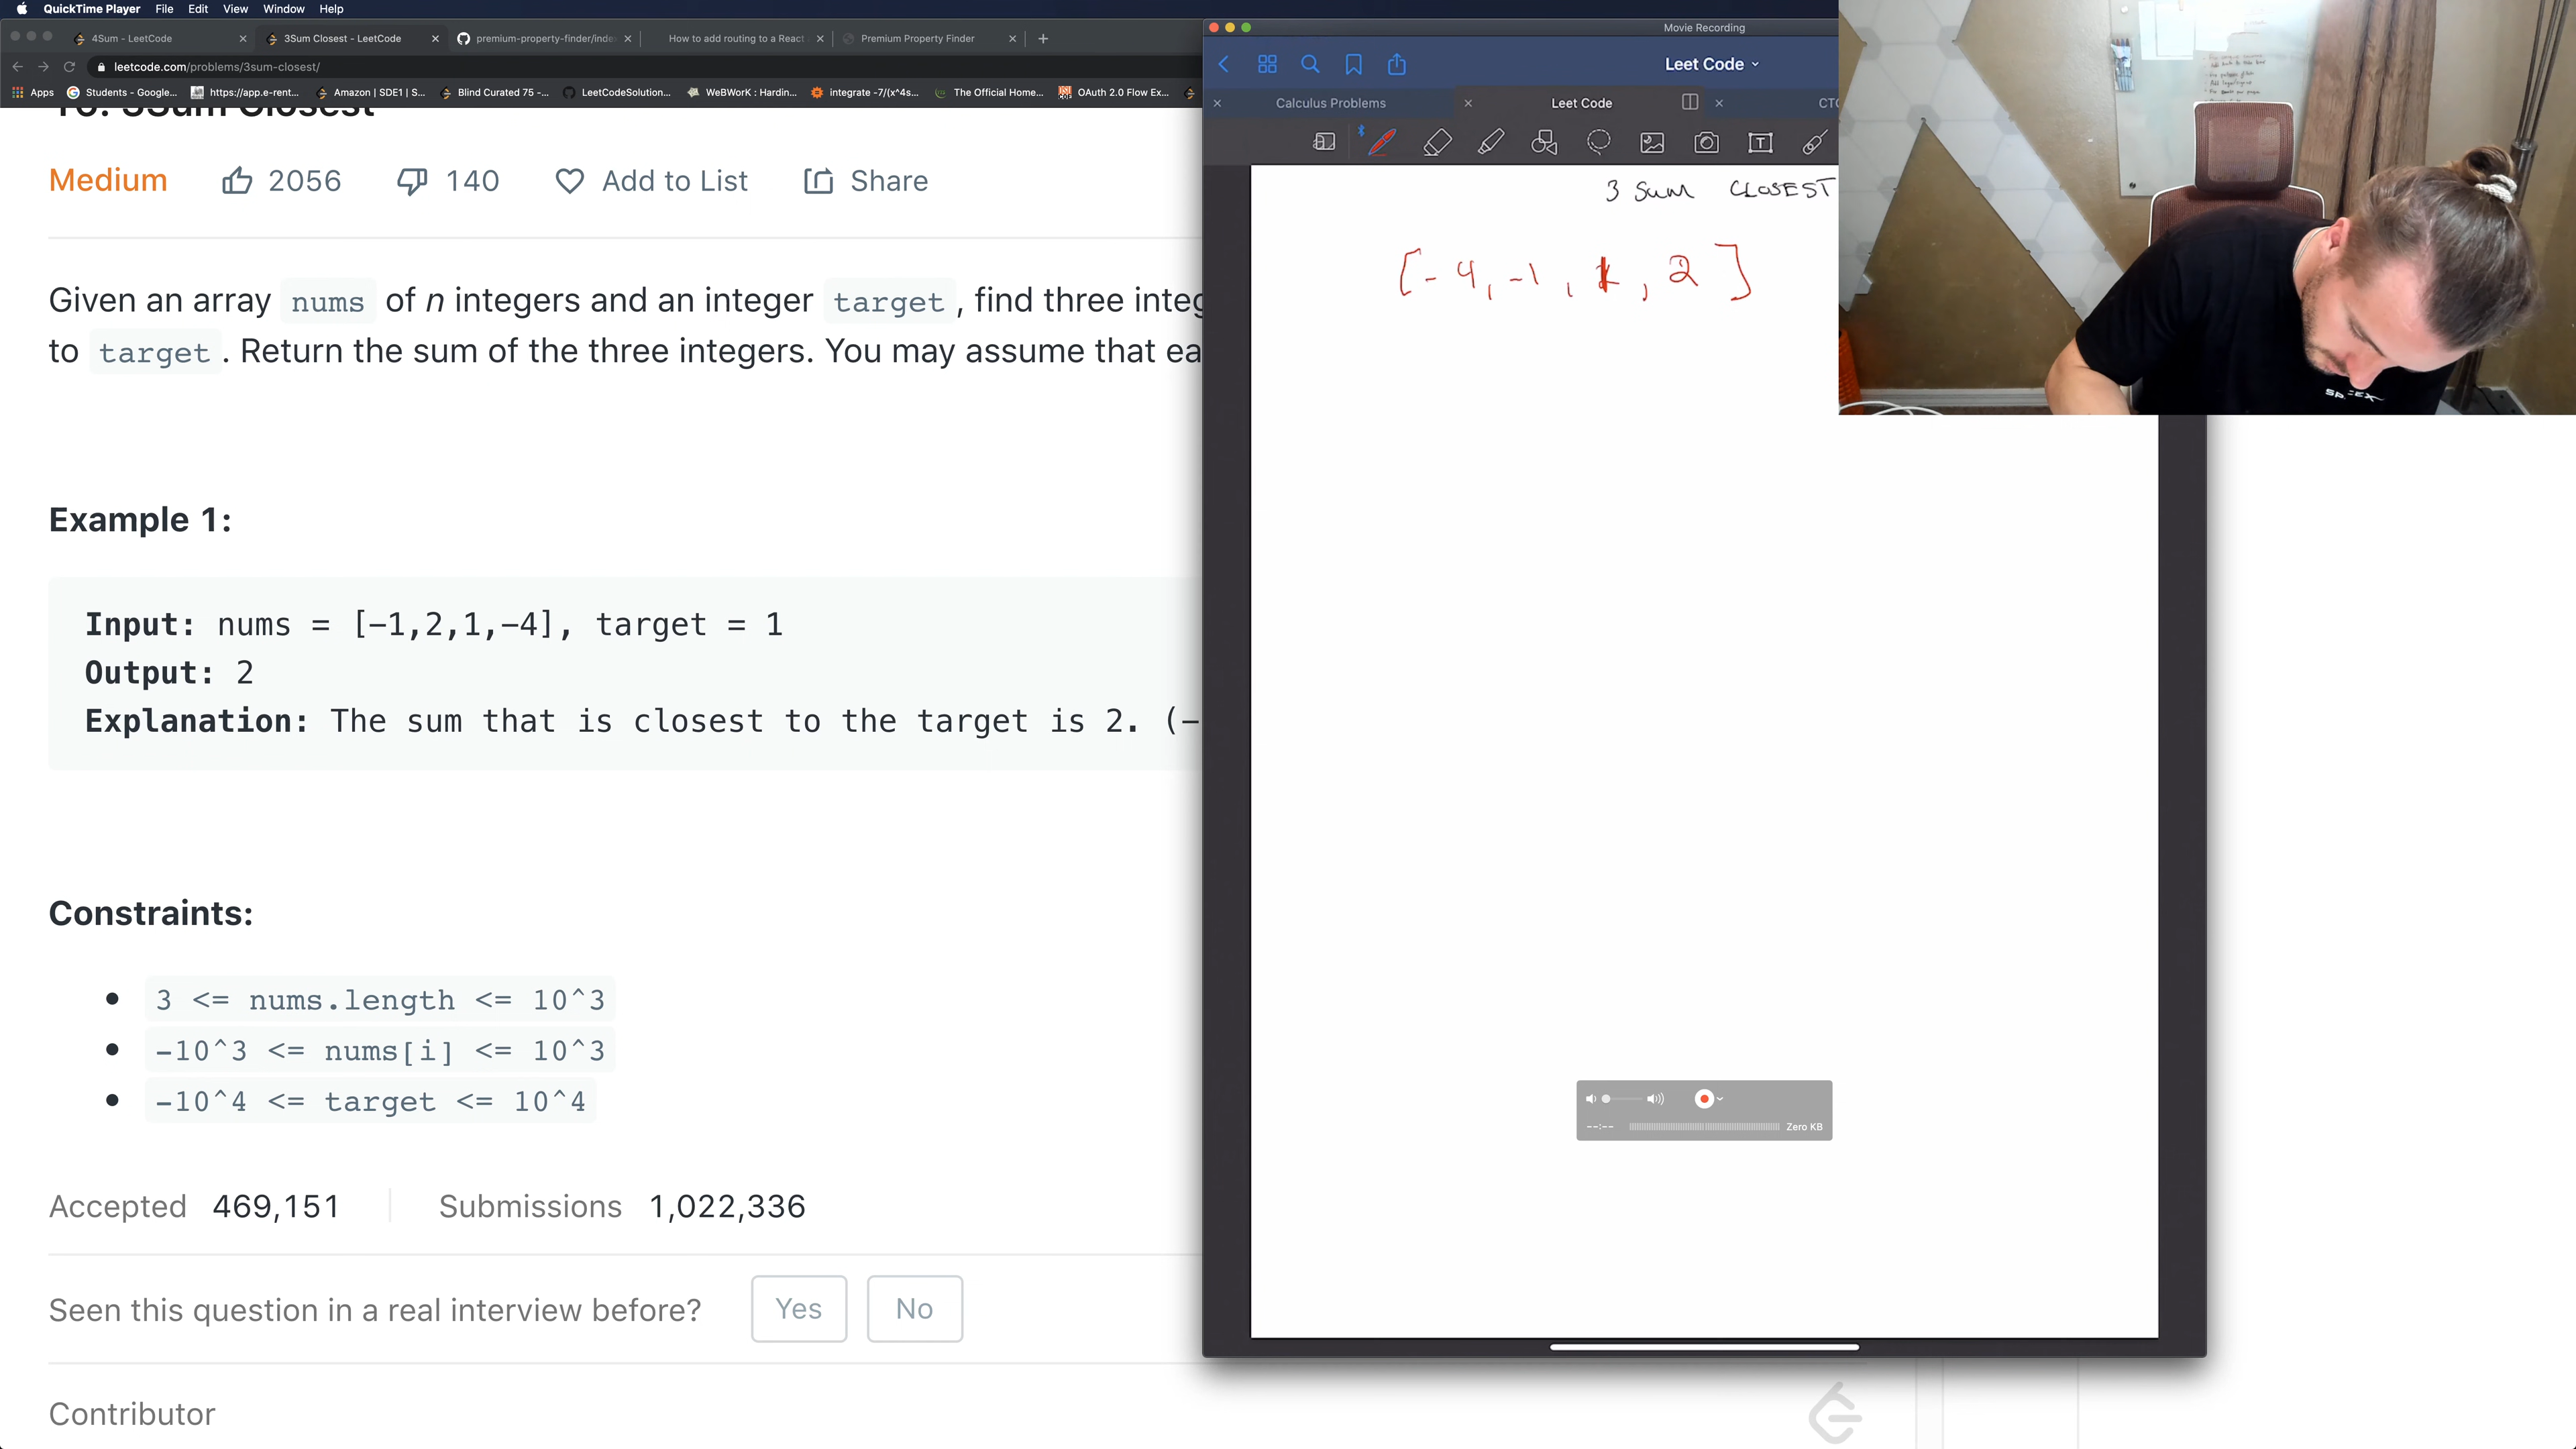 QuickTime Player File Edit View Window Help
4Sum - LeetCode
3Sum Closest - LeetCode
premium-property-finder/inde
How to add routing to a React
Premium Property Finder
leetcode.com/problems/3sum-closest/
Apps
Students - Google...
https://app.e-rent...
Amazon | SDE1 | S...
Blind Curated 75 -...
LeetCodeSolution...
WeBWorK : Hardin...
integrate -7/(x^4s...
The Official Home...
OAuth 2.0 Flow Ex...
16. 3Sum Closest
Medium 2056 140 Add to List Share
Given an array nums of n integers and an integer target, find three integ
to target. Return the sum of the three integers. You may assume that ea
Example 1:
Input: nums = [-1,2,1,-4], target = 1
Output: 2
Explanation: The sum that is closest to the target is 2. (-
Constraints:
3 <= nums.length <= 10^3
-10^3 <= nums[i] <= 10^3
-10^4 <= target <= 10^4
Accepted 469,151 Submissions 1,022,336
Seen this question in a real interview before? Yes No
Contributor
Movie Recording
Leet Code
Calculus Problems
Leet Code
CTC
T
3 Sum CLOSEST
[-4, -1, 1, 2]
--:-- Zero KB